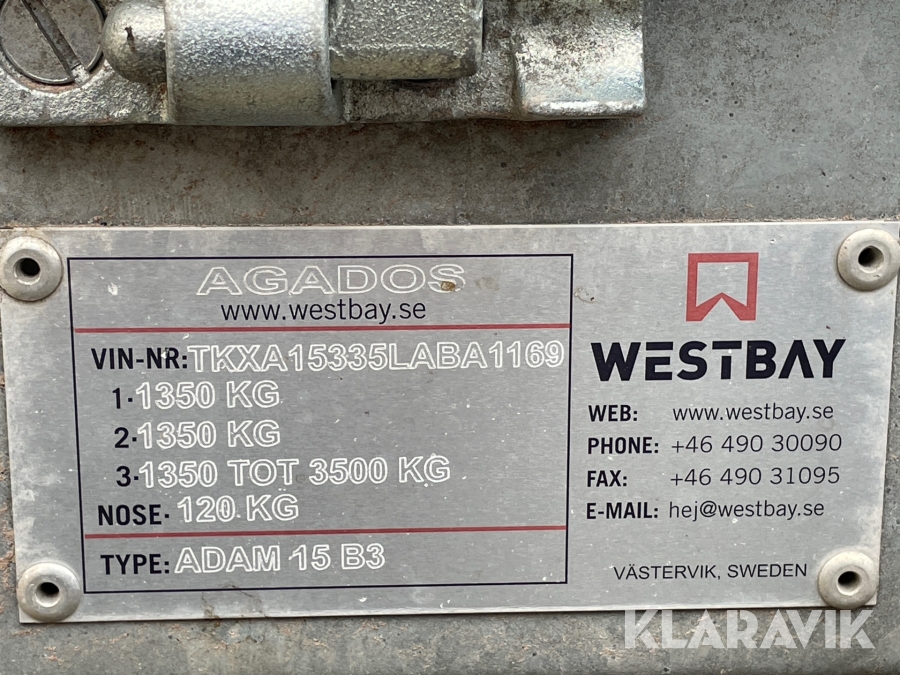 AGADOS
www.westbay.se
VIN-NR:TKXA15335LABA1169
1.1350 KG
2.1350 KG
3.1350 TOT 3500 KG
NOSE. 120 KG
TYPE: ADAM 15 B3
WESTBAY
WEB: www.westbay.se
PHONE: +46 490 30090
FAX: +46 490 31095
E-MAIL: hej@westbay.se
VÄSTERVIK, SWEDEN
KLARAVIK